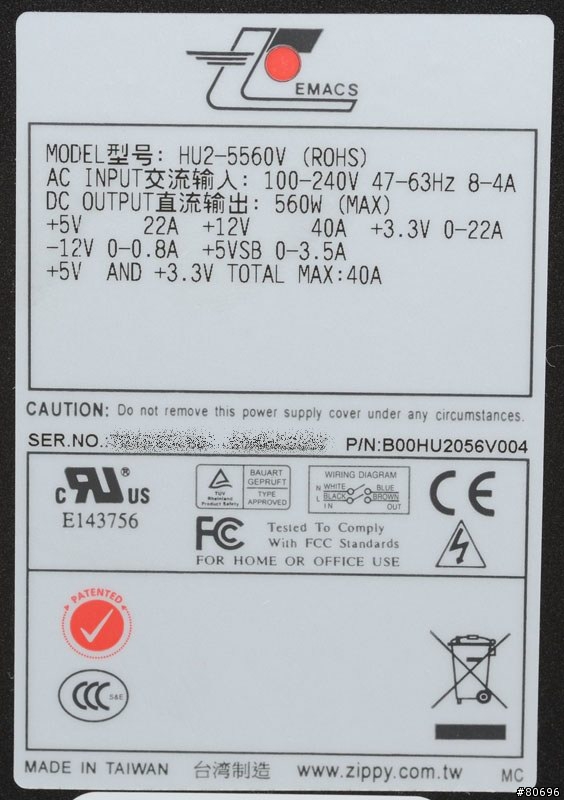 EMACS
MODEL型号: HU2-5560V (ROHS)
AC INPUT交流输入: 100-240V 47-63Hz 8-4A
DC OUTPUT直流输出: 560W (MAX)
+5V 22A +12V 40A +3.3V 0-22A
-12V 0-0.8A +5VSB 0-3.5A
+5V AND +3.3V TOTAL MAX:40A
CAUTION: Do not remove this power supply cover under any circumstances.
SER.NO.: P/N:B00HU2056V004
c RU ® US
E143756
TÜV
Rheinland
Product Safety
BAUART
GEPRUFT
TYPE
APPROVED
WIRING DIAGRAM
N WHITE BLUE
L BLACK BROWN
IN OUT
CE
FC
Tested To Comply
With FCC Standards
FOR HOME OR OFFICE USE
PATENTED
CCC S&E
MADE IN TAIWAN 台湾制造 www.zippy.com.tw MC
#80696